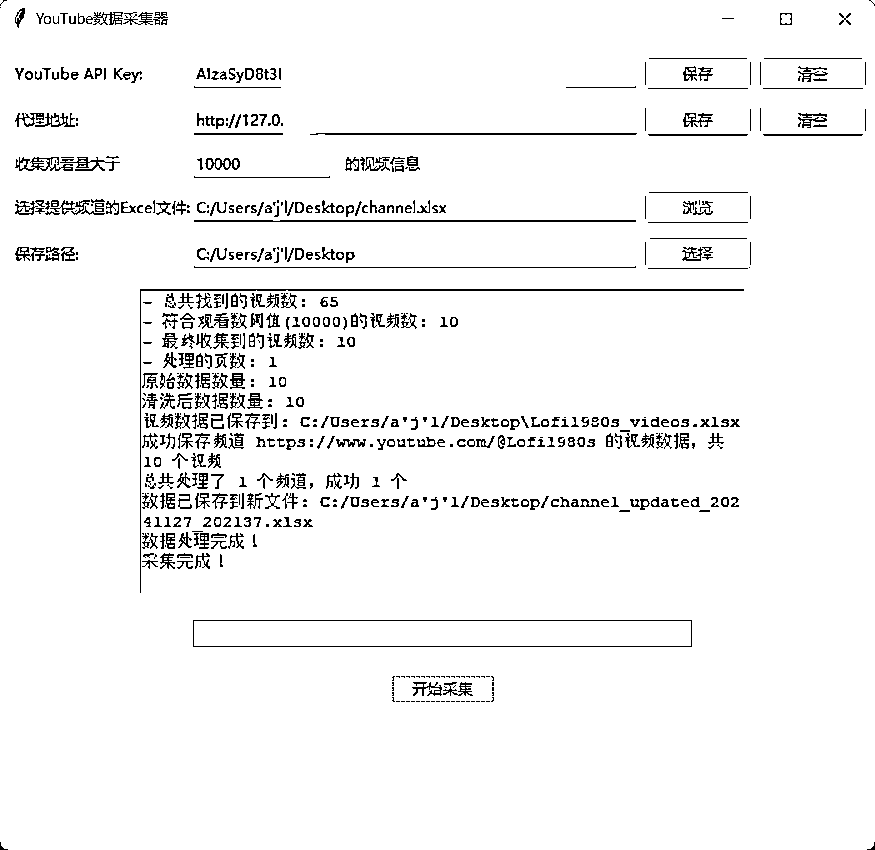 YouTube数据采集器
YouTube API Key: AIzaSyD8t3I 保存 清空
代理地址: http://127.0. 保存 清空
收集观看量大于 10000 的视频信息
选择提供频道的Excel文件: C:/Users/a'j'l/Desktop/channel.xlsx 浏览
保存路径: C:/Users/a'j'l/Desktop 选择
- 总共找到的视频数: 65
- 符合观看数阈值(10000)的视频数: 10
- 最终收集到的视频数: 10
- 处理的页数: 1
原始数据数量: 10
清洗后数据数量: 10
视频数据已保存到: C:/Users/a'j'l/Desktop\Lofi1980s_videos.xlsx
成功保存频道 https://www.youtube.com/@Lofi1980s 的视频数据，共
10 个视频
总共处理了 1 个频道，成功 1 个
数据已保存到新文件: C:/Users/a'j'l/Desktop/channel_updated_202
41127_202137.xlsx
数据处理完成！
采集完成！
开始采集